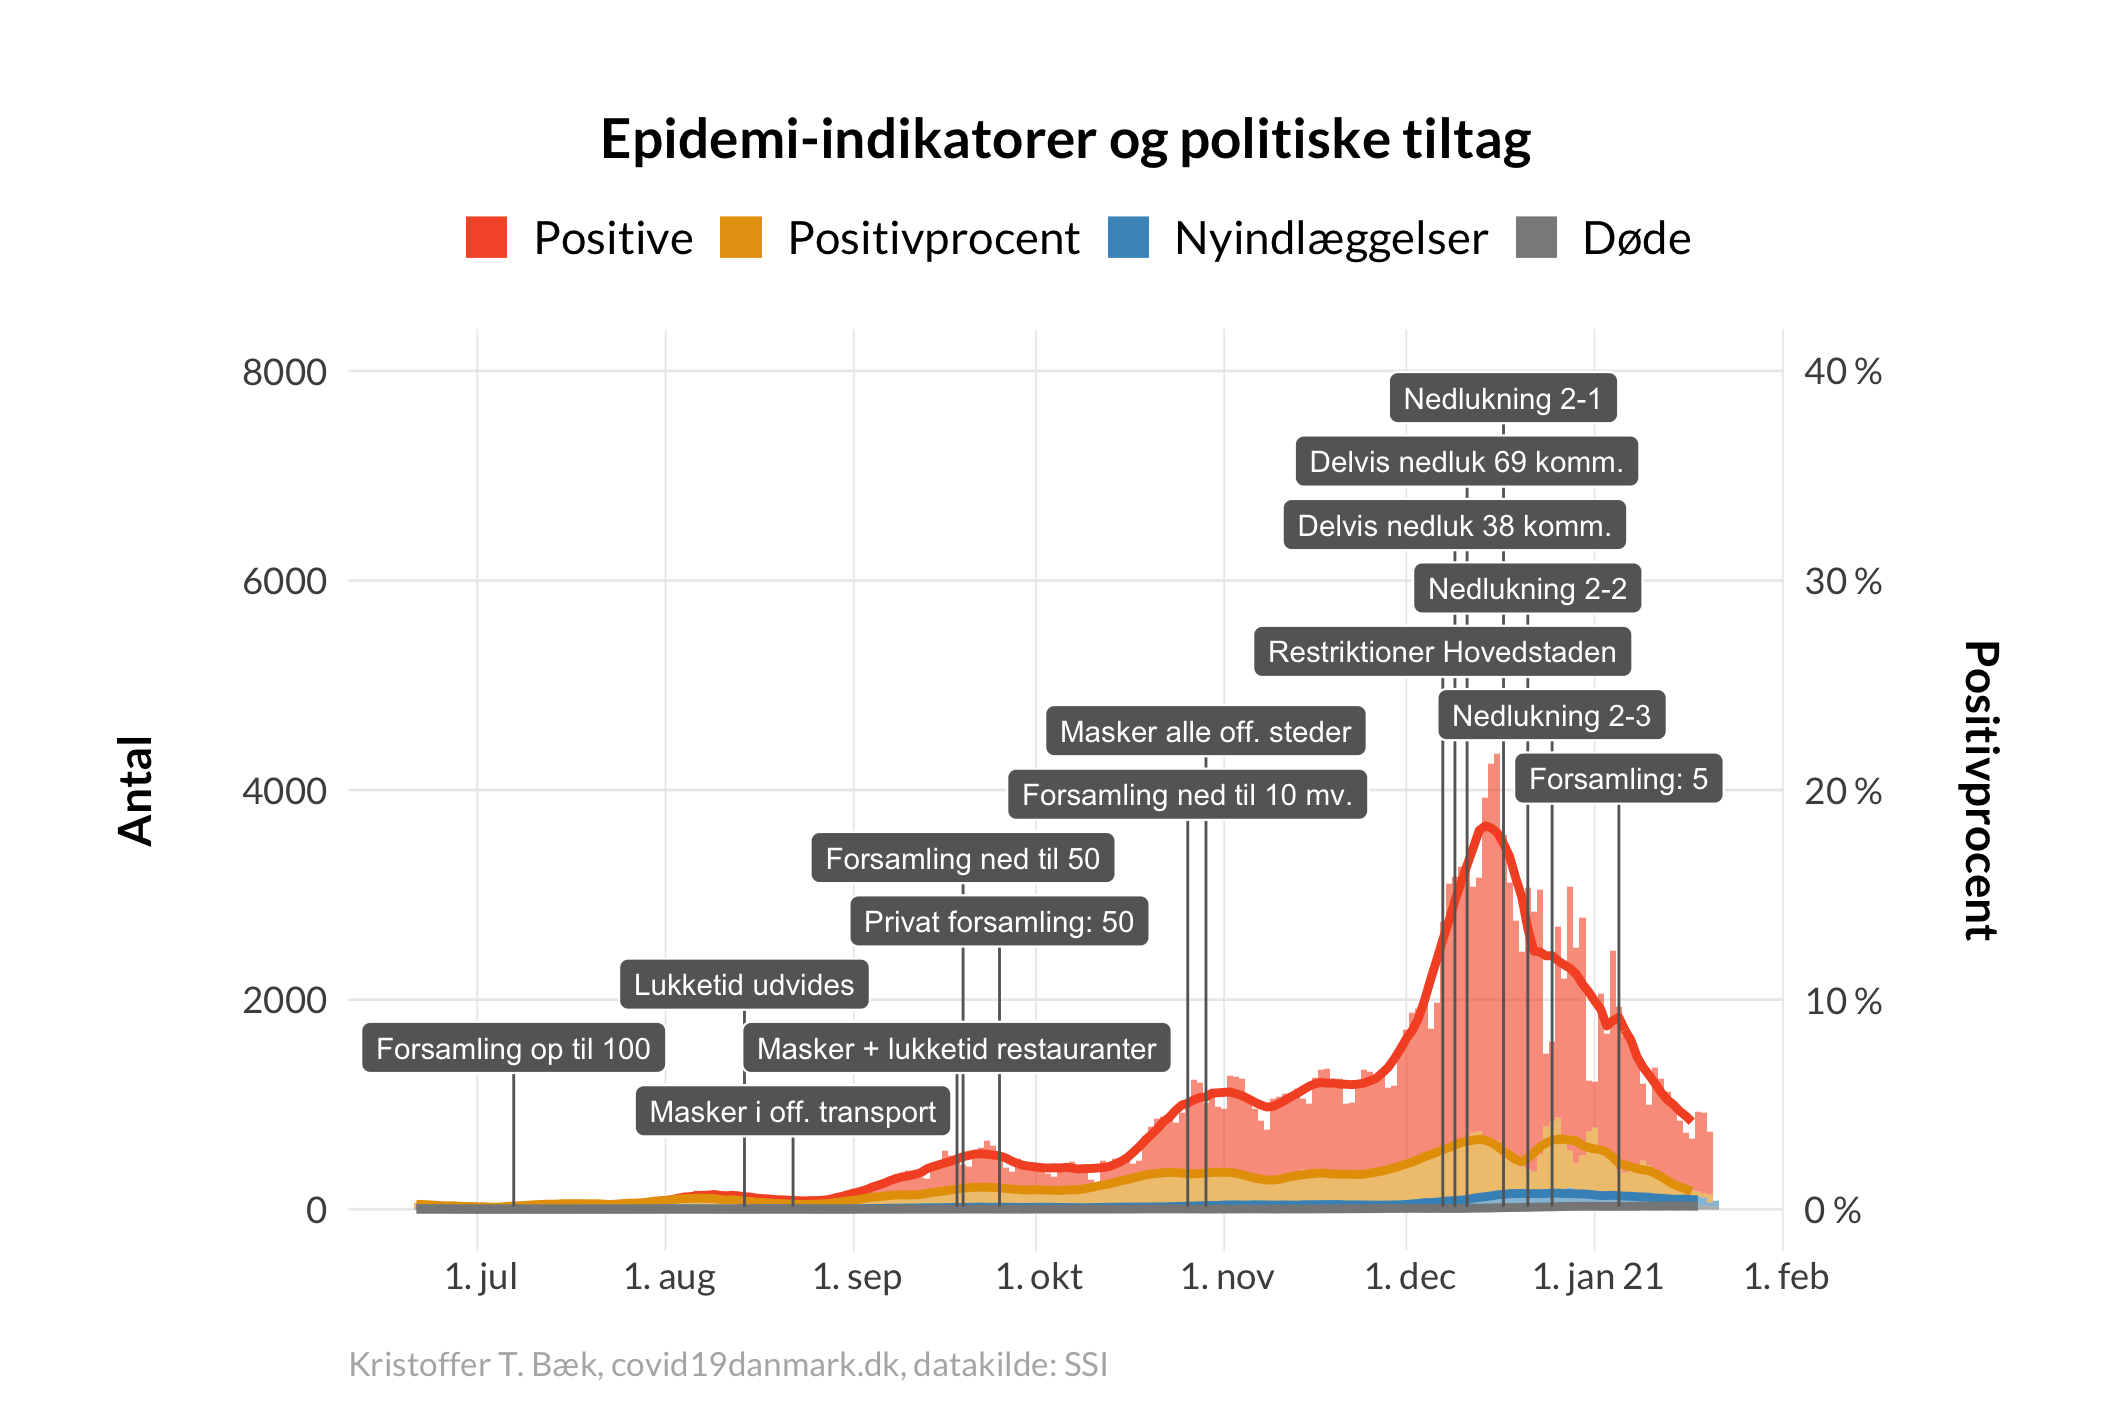 Epidemi-indikatorer og politiske tiltag
Positive Positivprocent Nyindlæggelser Døde
8000
6000
4000
2000
0
Antal
40 %
30 %
20 %
10 %
0 %
Positivprocent
Nedlukning 2-1
Delvis nedluk 69 komm.
Delvis nedluk 38 komm.
Nedlukning 2-2
Restriktioner Hovedstaden
Nedlukning 2-3
Masker alle off. steder
Forsamling: 5
Forsamling ned til 10 mv.
Forsamling ned til 50
Privat forsamling: 50
Lukketid udvides
Forsamling op til 100
Masker + lukketid restauranter
Masker i off. transport
1. jul 1. aug 1. sep 1. okt 1. nov 1. dec 1. jan 21 1. feb
Kristoffer T. Bæk, covid19danmark.dk, datakilde: SSI